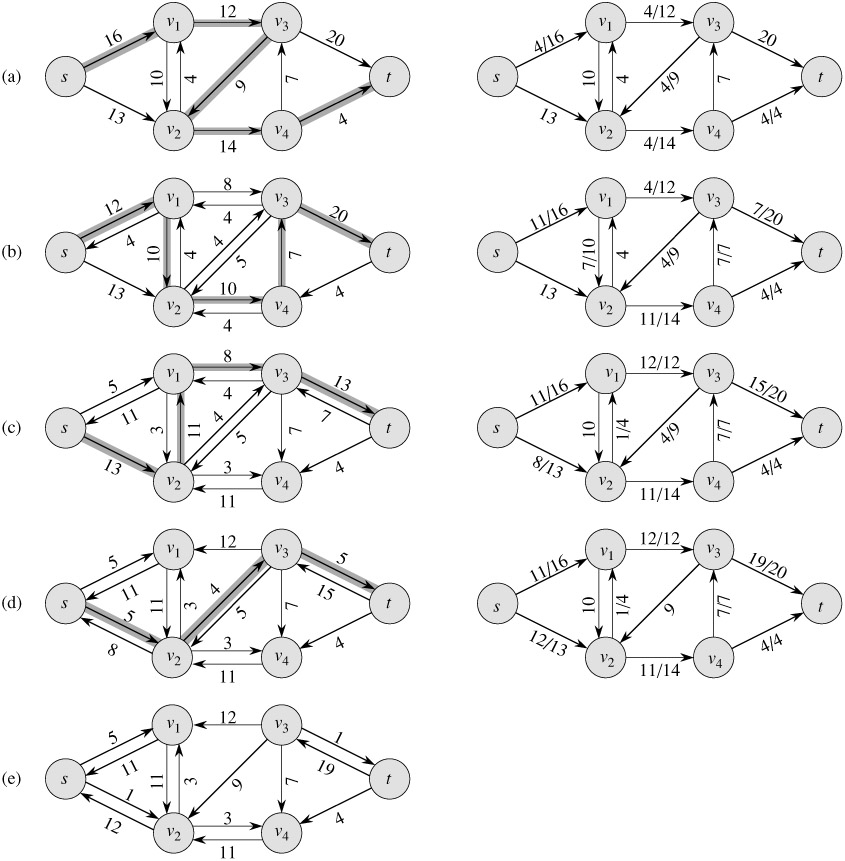 12
v1 v3
16 20
(a) s 10 4 9 7 t
13 4
v2 v4
14
4/12
v1 v3
4/16 20
s 10 4 4/9 7 t
13 4/4
v2 v4
4/14
8
v1 v3
12 4 20
4
(b) s 10 4 4 5 7 t
13 10 4
v2 v4
4
4/12
v1 v3
11/16 7/20
s 7/10 4 4/9 7/7 t
13 4/4
v2 v4
11/14
8
v1 v3
5 4 13
11 7
(c) s 3 11 4 5 7 t
13 3 4
v2 v4
11
12/12
v1 v3
11/16 15/20
s 10 1/4 4/9 7/7 t
8/13 4/4
v2 v4
11/14
12
v1 v3
5 5
11 15
(d) s 11 3 4 5 7 t
5 4
8 3
v2 v4
11
12/12
v1 v3
11/16 19/20
s 10 1/4 9 7/7 t
12/13 4/4
v2 v4
11/14
12
v1 v3
5 1
11 19
(e) s 11 3 9 7 t
1 4
12 3
v2 v4
11